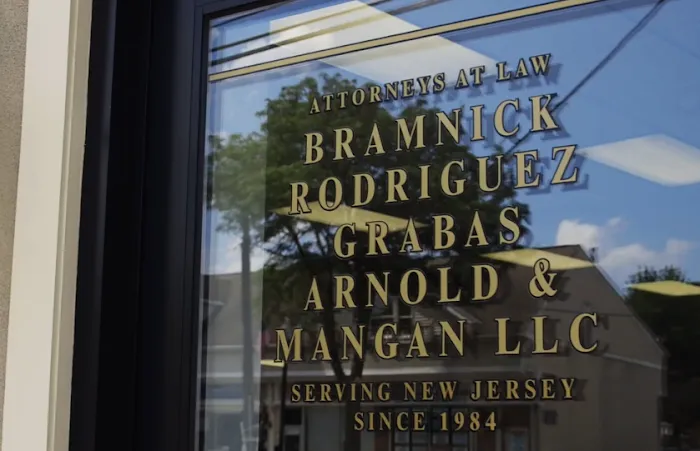 ATTORNEYS AT LAW
BRAMNICK
RODRIGUEZ
GRABAS
ARNOLD &
MANGAN LLC
SERVING NEW JERSEY
SINCE 1984